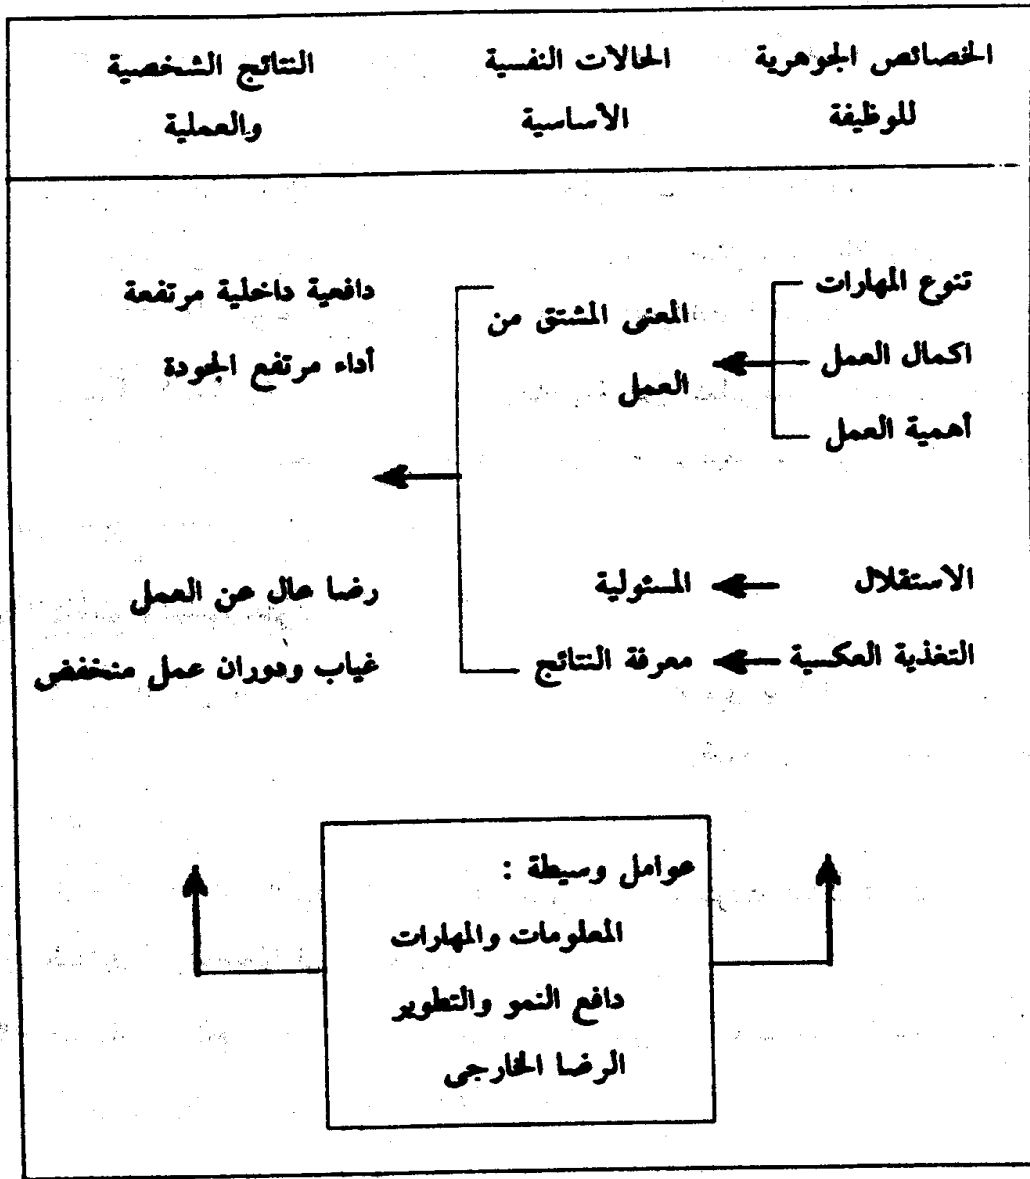 الخصائص الجوهرية
للوظيفة
الحالات النفسية
الأساسية
النتائج الشخصية
والعملية
تنوع المهارات
اكمال العمل
أهمية العمل
المعنى المشتق من
العمل
دافعية داخلية مرتفعة
أداء مرتفع الجودة
الاستقلال
المسئولية
رضا عال عن العمل
التغذية العكسية
معرفة النتائج
غياب ودوران عمل منخفض
عوامل وسيطة :
المعلومات والمهارات
دافع النمو والتطوير
الرضا الخارجى